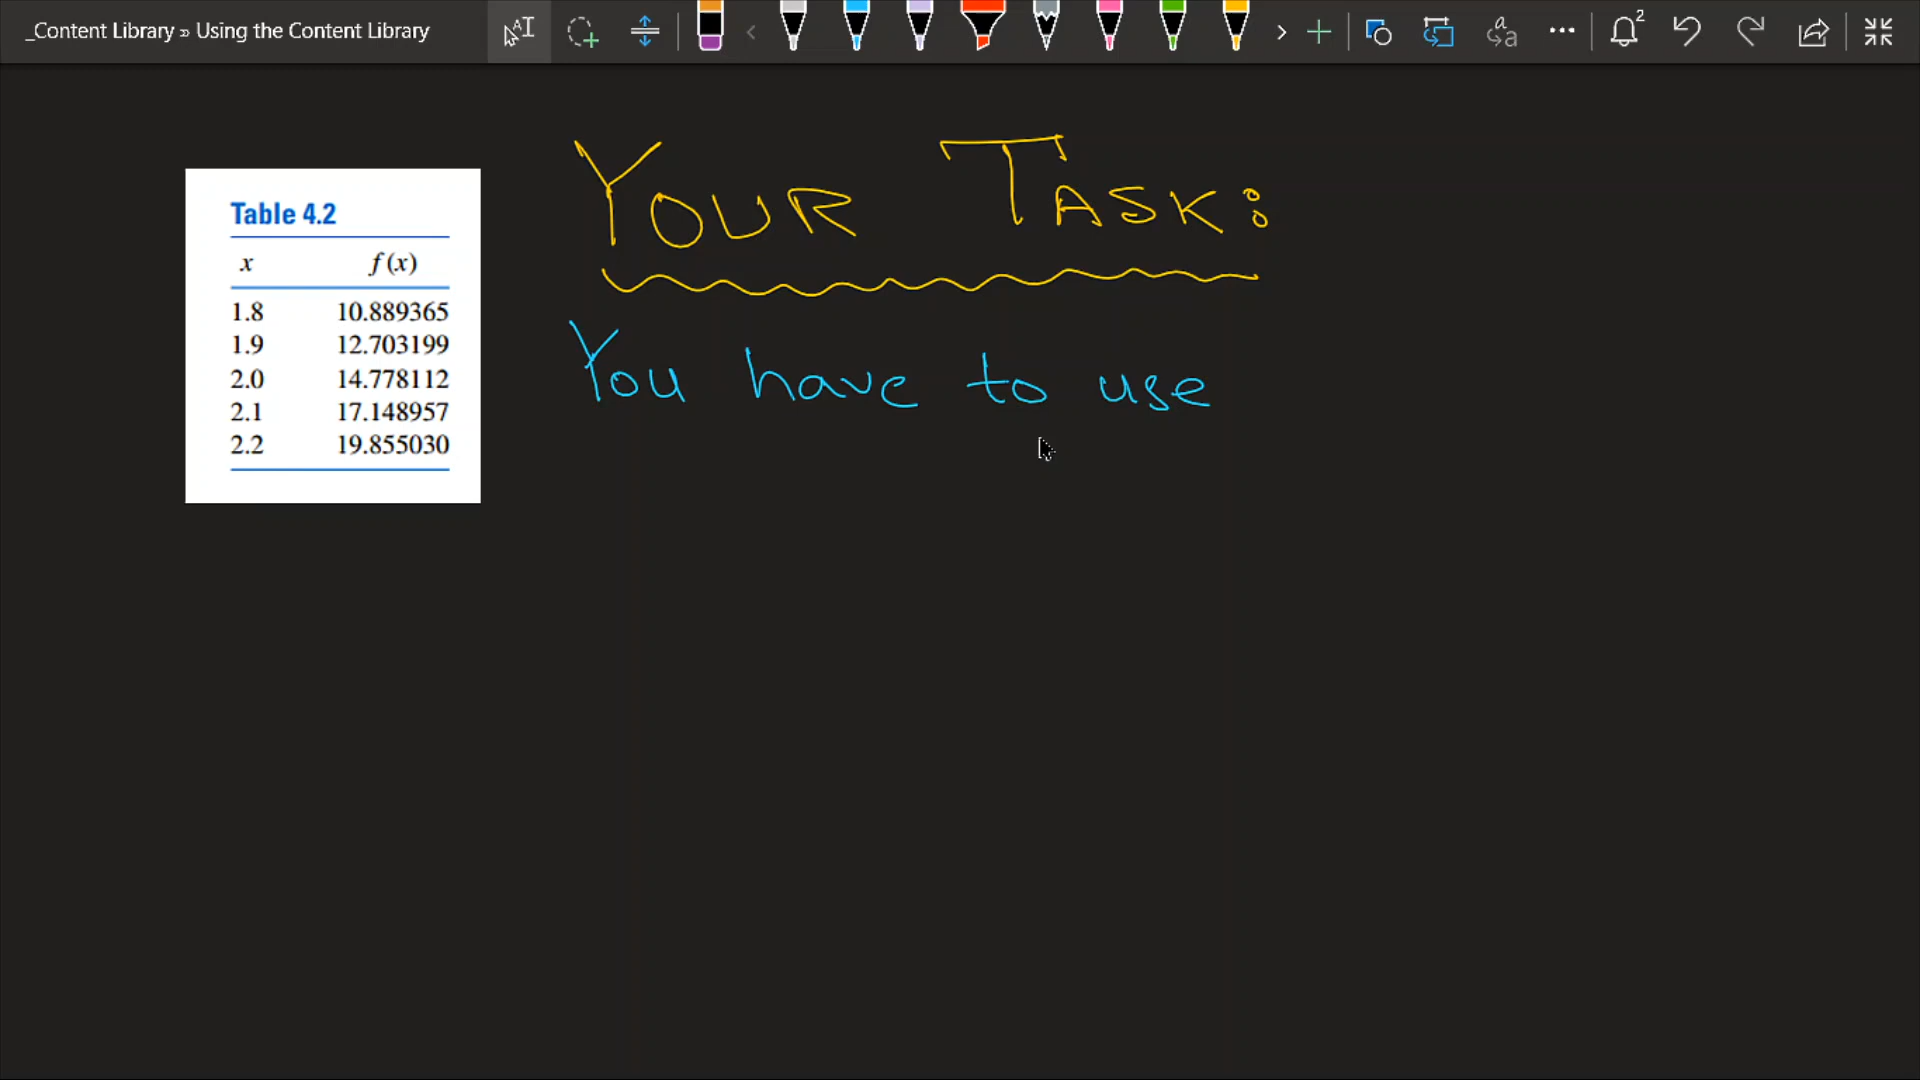 _Content Library » Using the Content Library
YOUR TASK:
Table 4.2
x f(x)
1.8 10.889365
1.9 12.703199
2.0 14.778112
2.1 17.148957
2.2 19.855030
You have to use